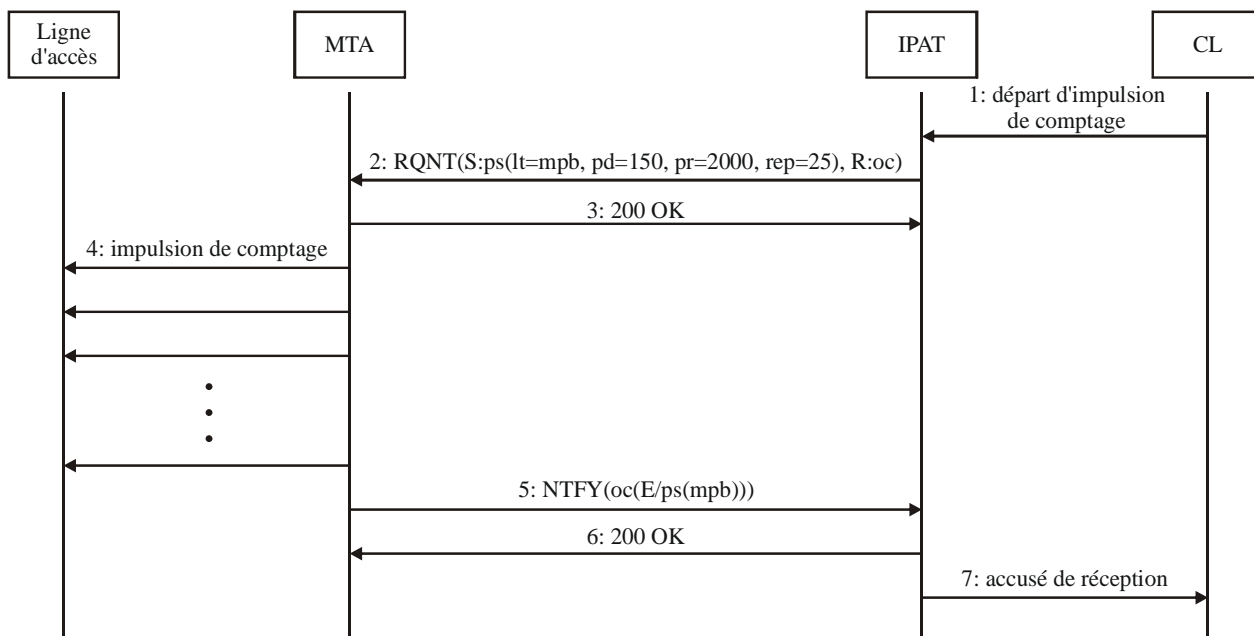 Ligne
d'accès
MTA
IPAT
CL
1: départ d'impulsion
de comptage
2: RQNT(S:ps(lt=mpb, pd=150, pr=2000, rep=25), R:oc)
3: 200 OK
4: impulsion de comptage
5: NTFY(oc(E/ps(mpb)))
6: 200 OK
7: accusé de réception